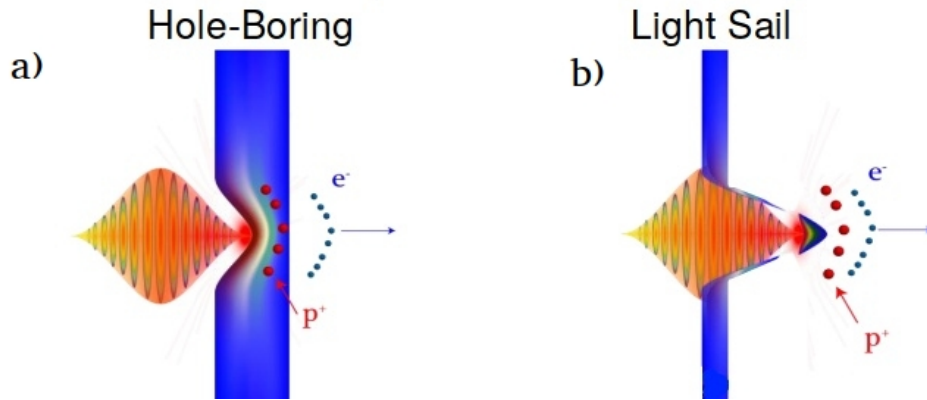 Hole-Boring
a)
e-
p+
Light Sail
b)
e-
p+